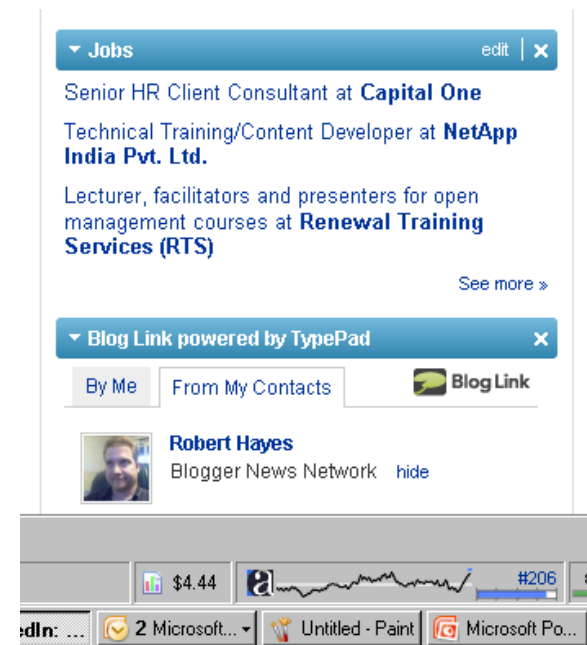 Jobs edit
Senior HR Client Consultant at Capital One
Technical Training/Content Developer at NetApp
India Pvt. Ltd.
Lecturer, facilitators and presenters for open
management courses at Renewal Training
Services (RTS)
See more »
Blog Link powered by TypePad
By Me From My Contacts Blog Link
Robert Hayes
Blogger News Network hide
$4.44 a #206
edIn: ... 2 Microsoft... Untitled - Paint Microsoft Po...